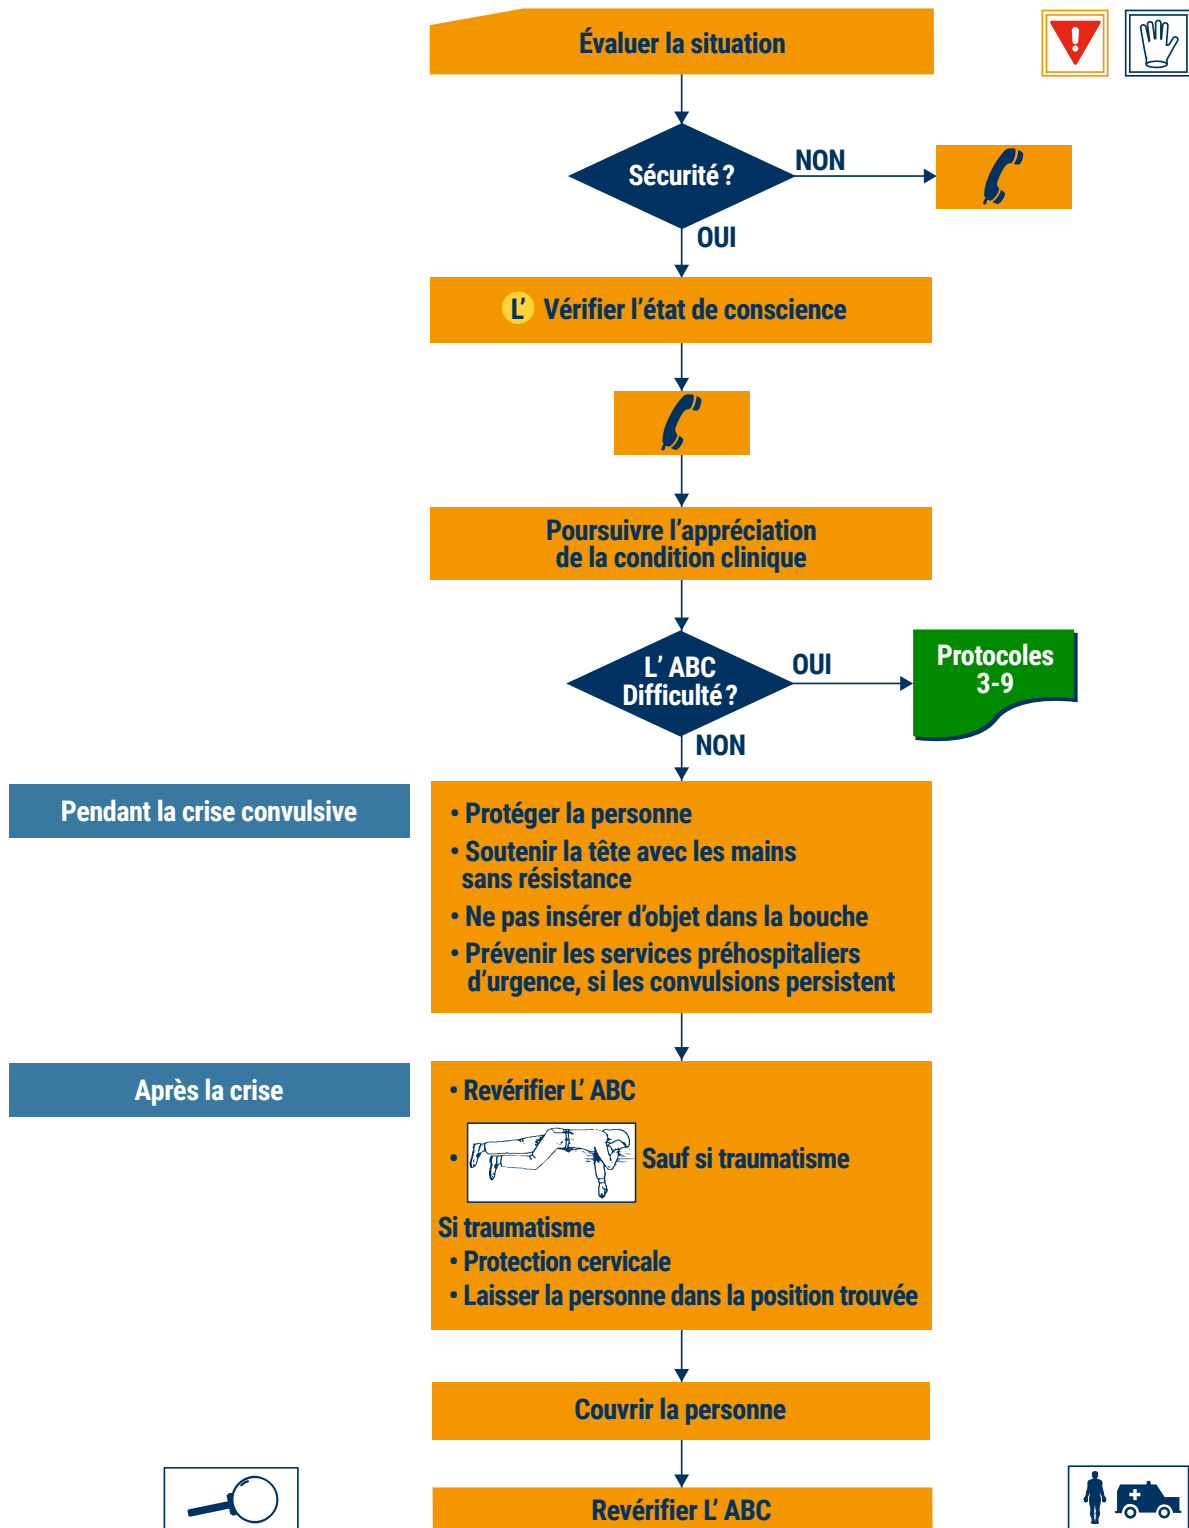 Évaluer la situation
Sécurité ?
NON
OUI
L' Vérifier l'état de conscience
Poursuivre l'appréciation
de la condition clinique
L' ABC
Difficulté ?
OUI
Protocoles
3-9
NON
Pendant la crise convulsive
• Protéger la personne
• Soutenir la tête avec les mains
sans résistance
• Ne pas insérer d'objet dans la bouche
• Prévenir les services préhospitaliers
d'urgence, si les convulsions persistent
Après la crise
• Revérifier L' ABC
• Sauf si traumatisme
Si traumatisme
• Protection cervicale
• Laisser la personne dans la position trouvée
Couvrir la personne
Revérifier L' ABC